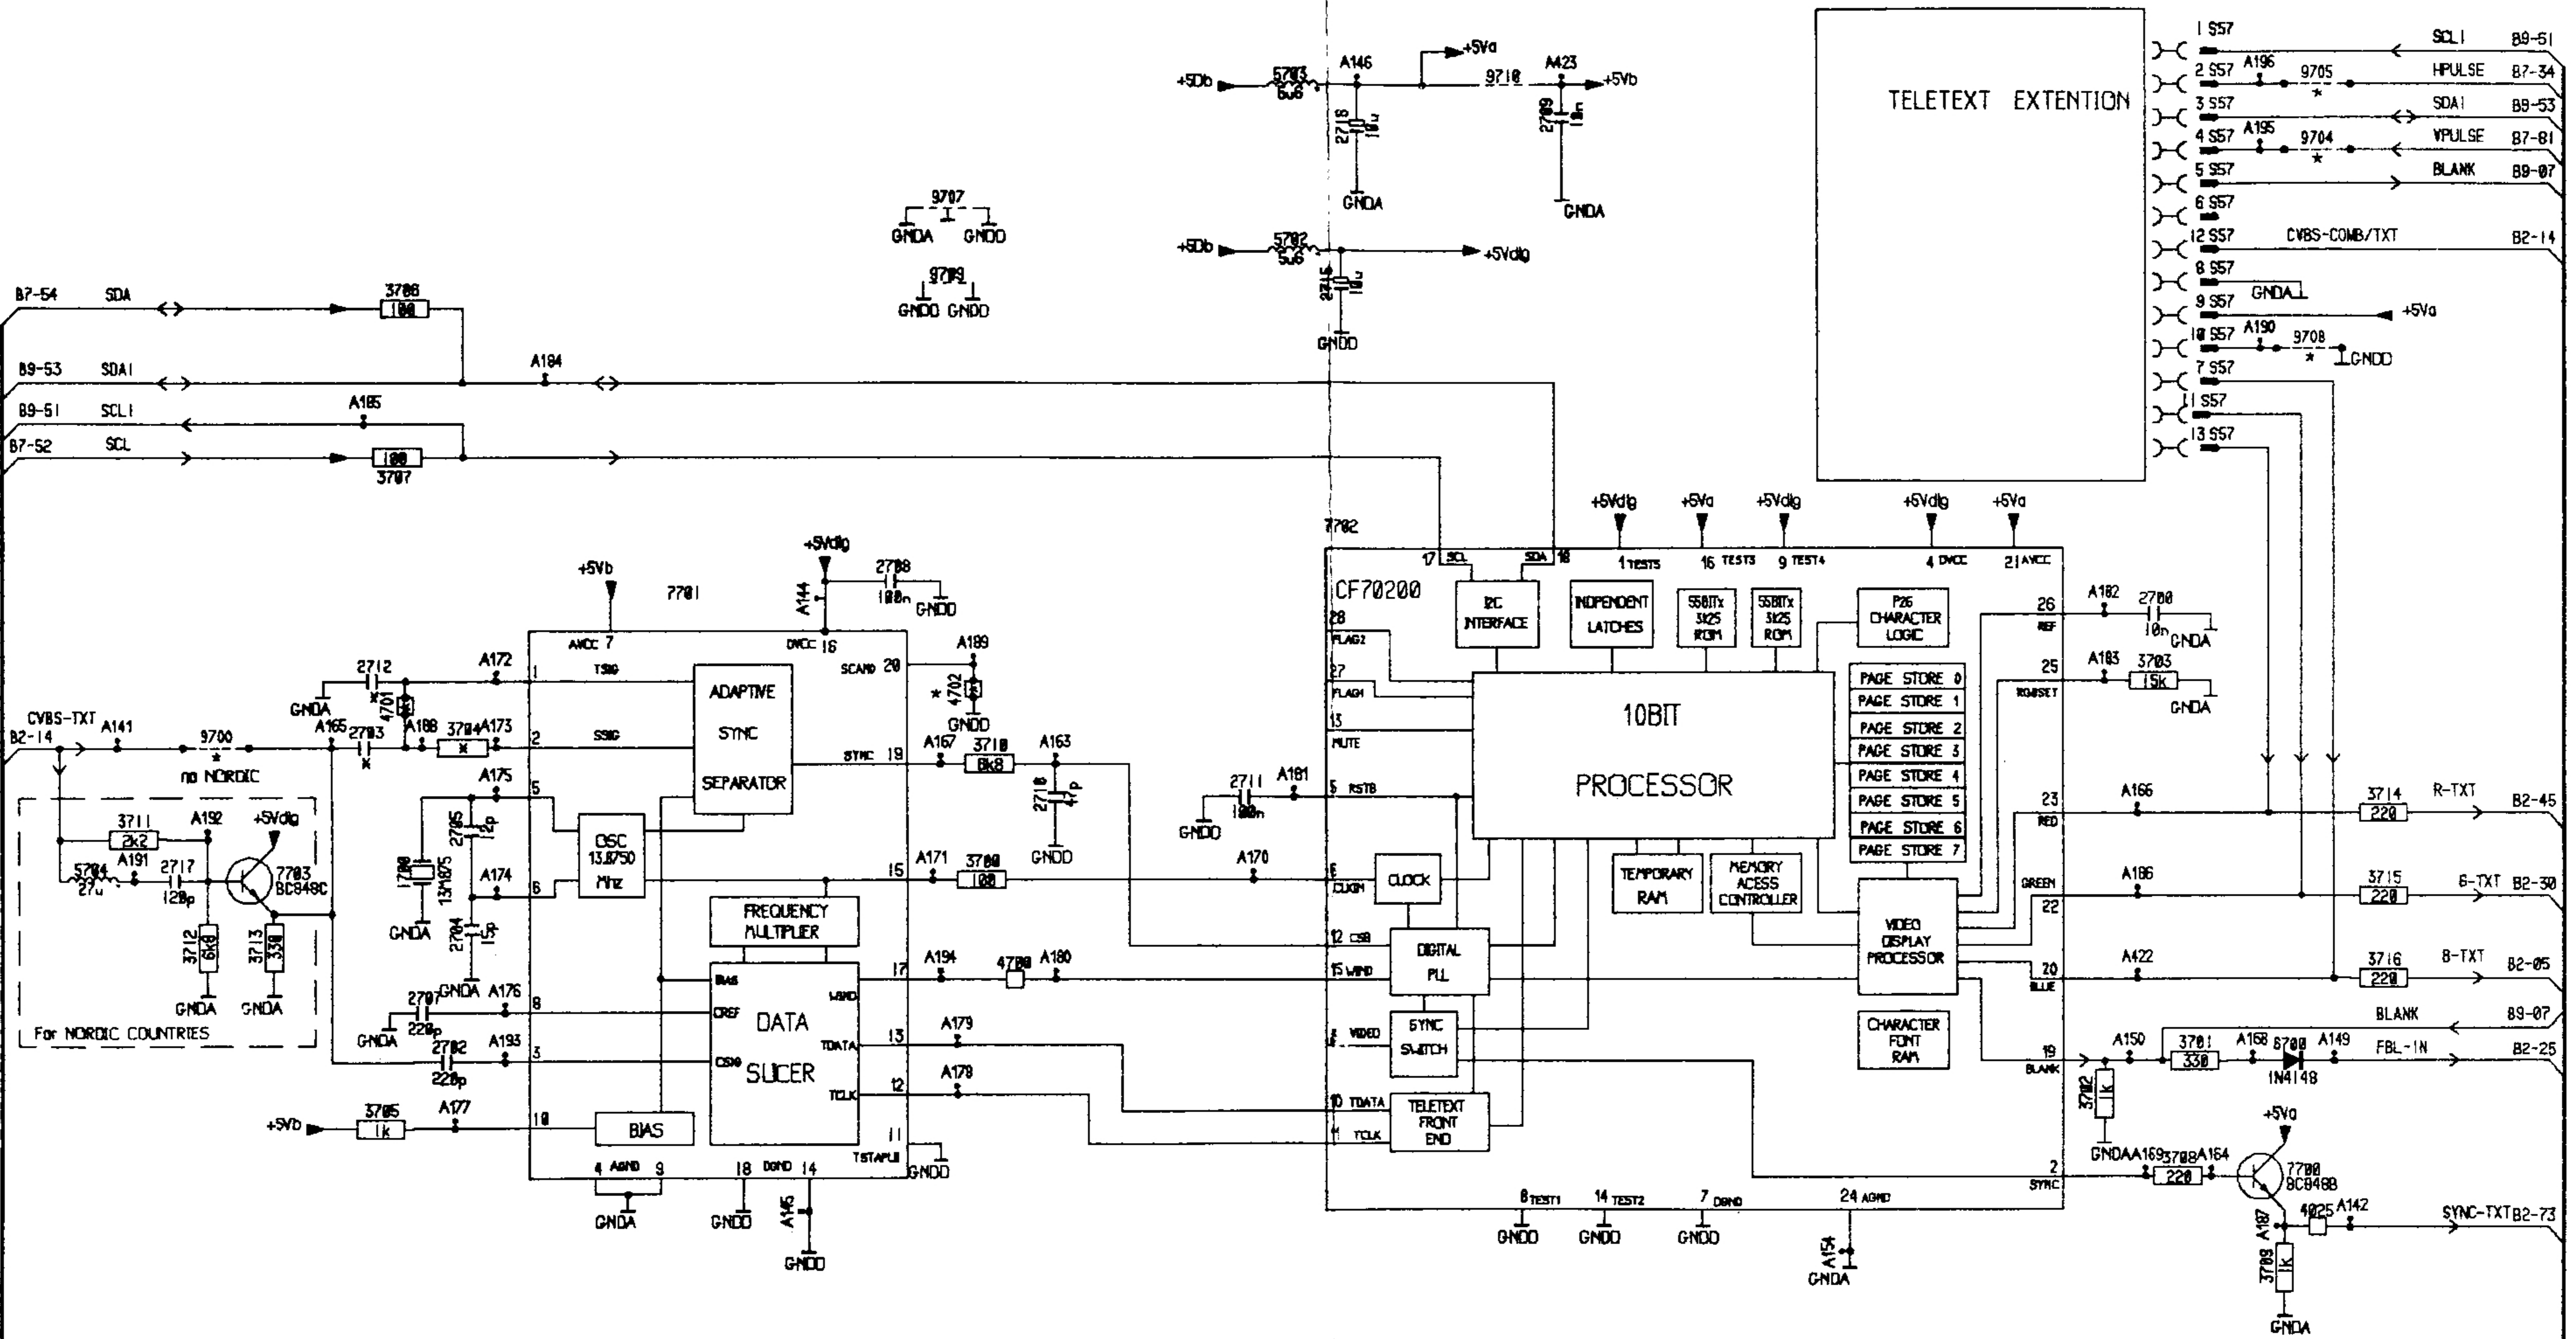 TELETEXT EXTENTION
1 S57
SCL1 B9-51
2 S57 A196 9705
*
HPULSE B7-34
3 S57
SDA1 B9-53
4 S57 A195 9704
*
VPULSE B7-81
5 S57
BLANK B9-07
6 S57
12 S57
CVBS-COMB/TXT B2-14
8 S57
GNDA
9 S57
+5Va
10 S57 A190 9708
*
GNDD
7 S57
11 S57
13 S57
+5Db
5703
A146
+5Va
9710
A423
+5Vb
10u
2709
10n
GNDA
GNDA
9707
GNDA GNDD
9709
GNDD GNDD
+5Db
5702
5u6
+5Vdig
10u
GNDD
B7-54 SDA
3706
100
B9-53 SDA1
A184
B9-51 SCL1
A185
B7-52 SCL
100
3707
+5Vb
7701
+5Vdig
A144
2708
100n
GNDD
AVCC 7
DVCC 16
SCAND 20
A189
*
4702
GNDD
2712
*
GNDA
4701
A172
1
TSIG
CVBS-TXT
B2-14
A141
9700
*
no NORDIC
A165
2703
*
A188
3704
*
A173
2
SSIG
ADAPTIVE
SYNC
SEPARATOR
SYNC 19
A167
3710
6k8
A163
2710
47p
GNDD
A175
5
2705
12p
1700
13M875
A174
6
GNDA
2704
15p
GNDA
OSC
13.8750
Mhz
15
A171
3700
100
A170
FREQUENCY
MULTIPLIER
3711
2k2
A192
+5Vdig
5704
27u
A191
2717
120p
7703
BC848C
3712
6k8
3713
330
GNDA
GNDA
For NORDIC COUNTRIES
2707
220p
GNDA
A176
8
CREF
BIAS
DATA
SLICER
2702
220p
A193
3
CSIG
+5Vb
3705
1k
A177
10
BIAS
17
WIND
A194
4700
A180
13
TDATA
A179
12
TCLK
A178
11
GNDD
4 AGND 9
GNDA
18 DGND 14
GNDD
A145
GNDD
7702
17 SCL
SDA 18
+5Vdig
1 TEST5
+5Va
16 TEST3
+5Vdig
9 TEST4
+5Vdig
4 DVCC
+5Va
21 AVCC
CF70200
I2C
INTERFACE
INDPENDENT
LATCHES
55BITx
3k25
ROM
55BITx
3k25
ROM
P26
CHARACTER
LOGIC
28
FLAG2
27
FLAG1
13
MUTE
10BIT
PROCESSOR
PAGE STORE 0
PAGE STORE 1
PAGE STORE 2
PAGE STORE 3
PAGE STORE 4
PAGE STORE 5
PAGE STORE 6
PAGE STORE 7
2711
100n
A181
5 RSTB
GNDD
6
CLKIN
CLOCK
TEMPORARY
RAM
MEMORY
ACESS
CONTROLLER
12 CSB
15 WIND
DIGITAL
PLL
VIDEO
DISPLAY
PROCESSOR
VIDEO
SYNC
SWITCH
CHARACTER
FONT
RAM
10 TDATA
11 TCLK
TELETEXT
FRONT
END
8 TEST1
GNDD
14 TEST2
GNDD
7 DGND
GNDD
24 AGND
A154
GNDA
26
REF
A182
2700
10n
GNDA
25
RGBSET
A183
3703
15k
GNDA
23
RED
A166
3714
220
R-TXT
B2-45
GREEN
22
A186
3715
220
G-TXT
B2-30
20
BLUE
A422
3716
220
B-TXT
B2-05
BLANK
B9-07
19
BLANK
A150
3701
330
A168
6700
1N4148
A149
FBL-IN
B2-25
3702
1k
GNDA
A169
3708
220
A164
+5Va
7700
BC848B
2
SYNC
A187
4025
A142
SYNC-TXT B2-73
3709
1k
GNDA